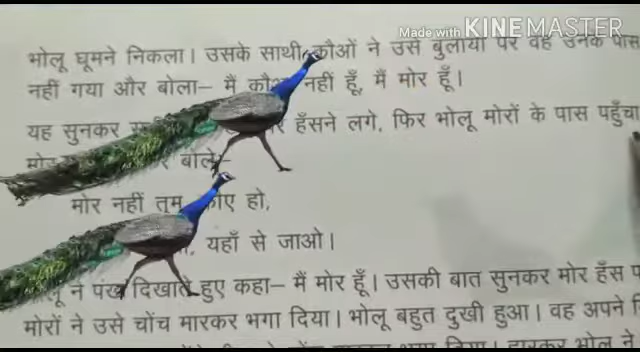 Made with KINEMASTER
भोलू घूमने निकला। उसके साथी कौओं ने उसे बुलाया पर वह उनके पास
नहीं गया और बोला– मैं नहीं हूँ, मैं मोर हूँ।
यह सुनकर हँसने लगे, फिर भोलू मोरों के पास पहुँचा
बोले–
मोर नहीं तुम हो,
यहाँ से जाओ।
ने पंख दिखाते हुए कहा– मैं मोर हूँ। उसकी बात सुनकर मोर हँस
मोरों ने उसे चोंच मारकर भगा दिया। भोलू बहुत दुखी हुआ। वह अपने